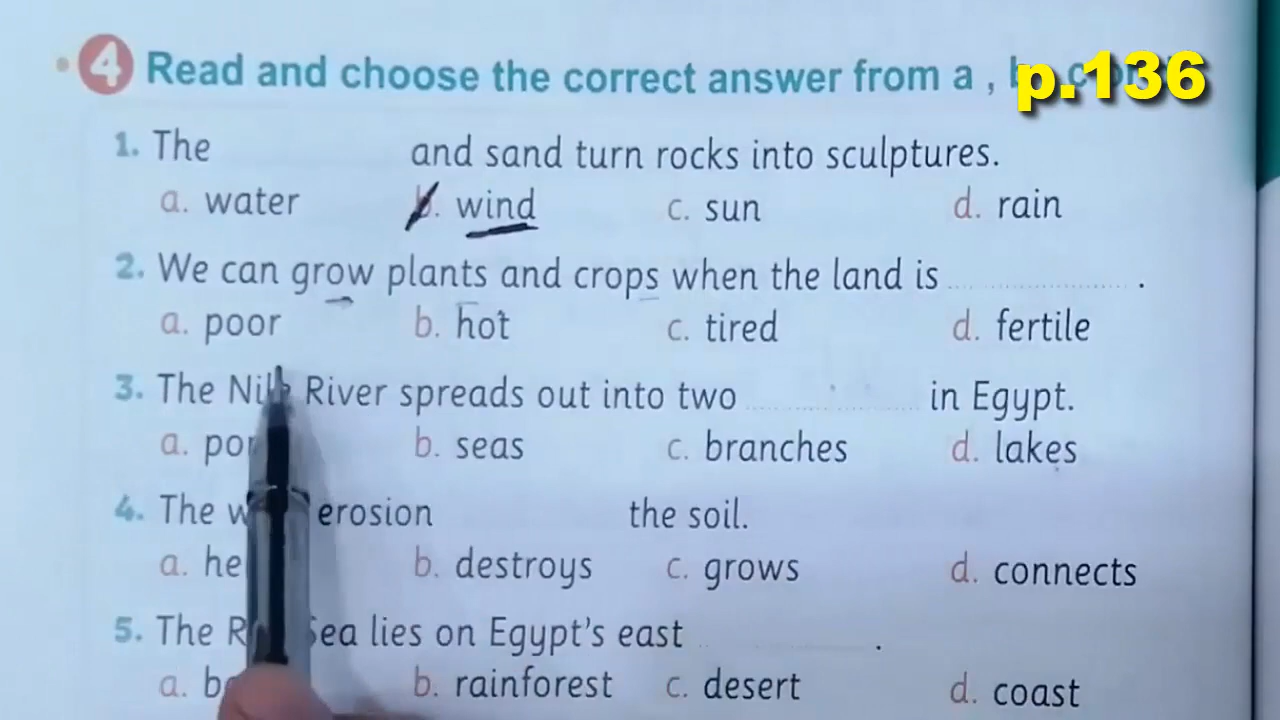 4 Read and choose the correct answer from a ,
p.136
1. The and sand turn rocks into sculptures.
a. water b. wind c. sun d. rain
2. We can grow plants and crops when the land is .................... .
a. poor b. hot c. tired d. fertile
3. The Nile River spreads out into two .................... in Egypt.
a. b. seas c. branches d. lakes
4. The erosion the soil.
a. b. destroys c. grows d. connects
5. The Sea lies on Egypt's east .................... .
a. b. rainforest c. desert d. coast